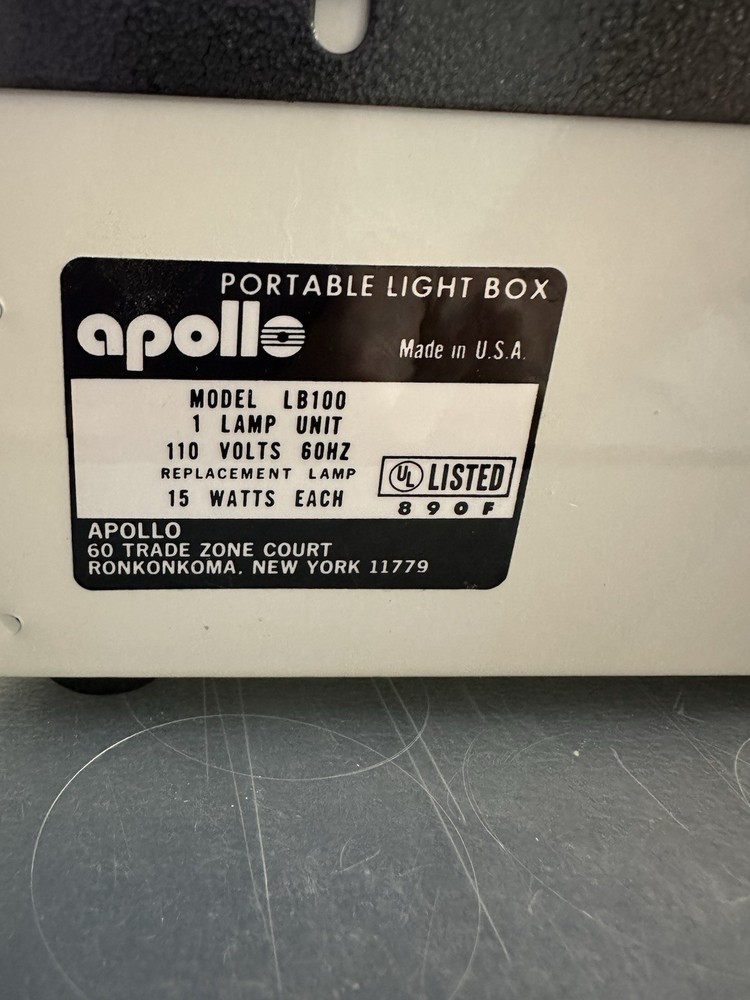 PORTABLE LIGHT BOX
apollo
Made in U.S.A.
MODEL LB100
1 LAMP UNIT
110 VOLTS 60HZ
REPLACEMENT LAMP
15 WATTS EACH
UL LISTED
890F
APOLLO
60 TRADE ZONE COURT
RONKONKOMA, NEW YORK 11779